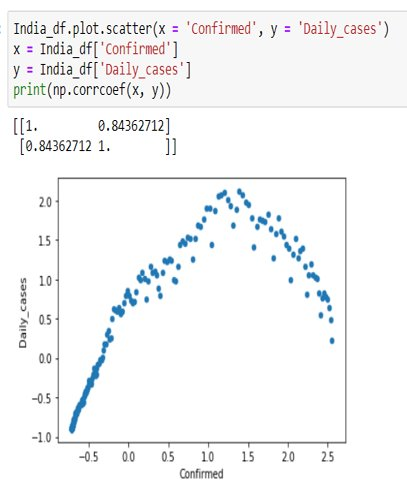 India_df.plot.scatter(x = 'Confirmed', y = 'Daily_cases')
x = India_df['Confirmed']
y = India_df['Daily_cases']
print(np.corrcoef(x, y))
[[1.         0.84362712]
 [0.84362712 1.        ]]
2.0
1.5
1.0
0.5
0.0
−0.5
−1.0
Daily_cases
−0.5 0.0 0.5 1.0 1.5 2.0 2.5
Confirmed